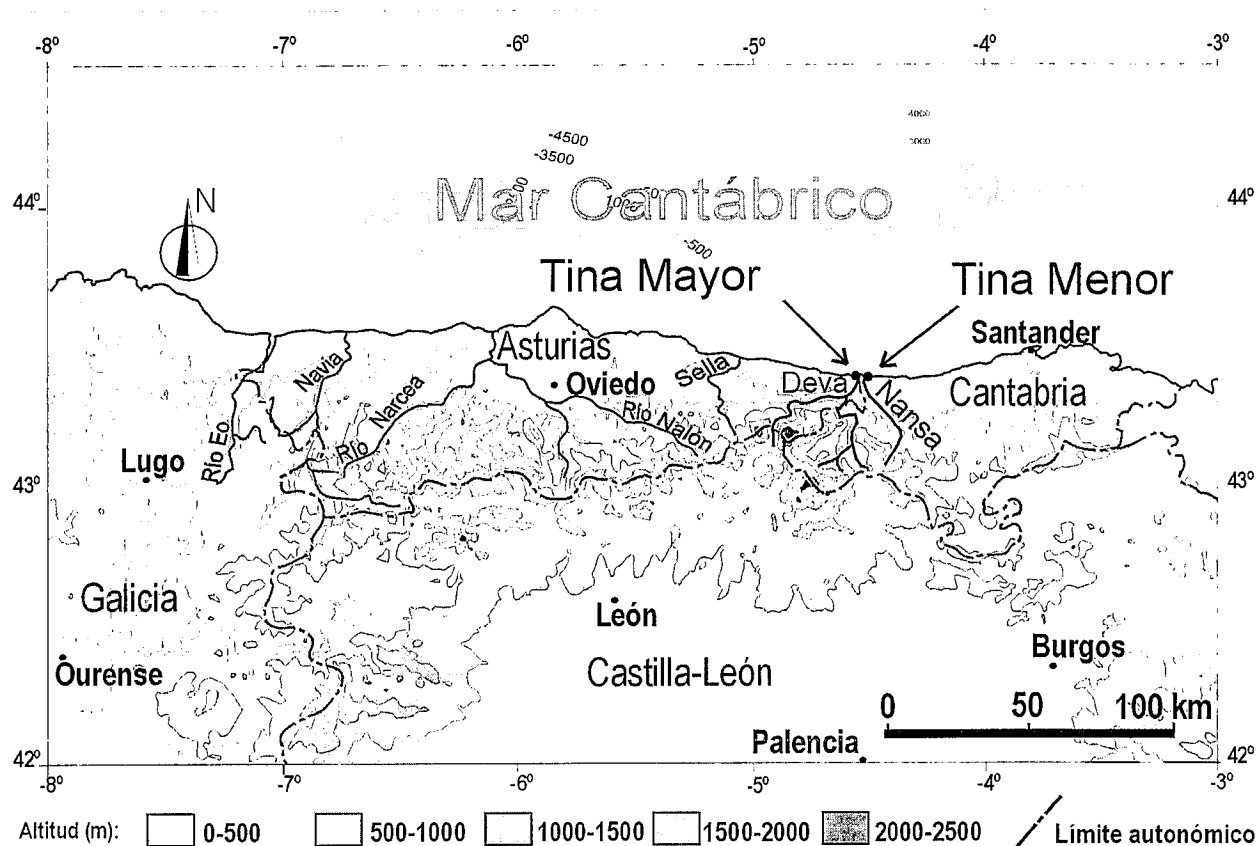 -8º -7º -6º -5º -4º -3º
4000
-4500
-3500
Mar Cantábrico
44º 44º
N
-500
Tina Mayor
Tina Menor
Santander
Asturias
Navia
Sella
Deva
Nansa
Cantabria
Oviedo
Río Narcea
Río Nalón
Río Eo
Lugo
43º 43º
Galicia
León
Burgos
Ourense
Castilla-León
0 50 100 km
Palencia
42º 42º
-8º -7º -6º -5º -4º -3º
Altitud (m): 0-500 500-1000 1000-1500 1500-2000 2000-2500 Límite autonómico